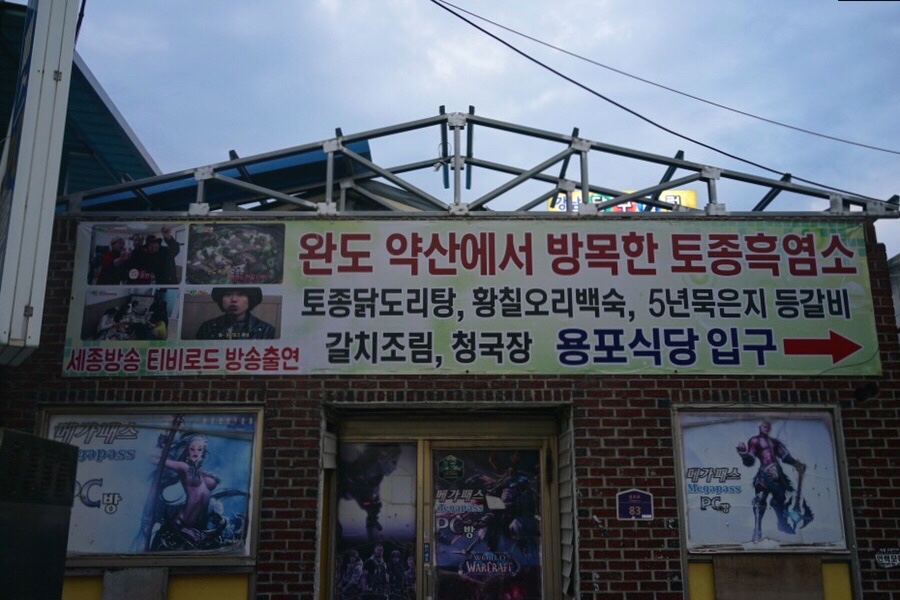 완도 약산에서 방목한 토종흑염소
토종닭도리탕, 황칠오리백숙, 5년묵은지 등갈비
갈치조림, 청국장 용포식당 입구
세종방송 티비로드 방송출연
메가패스
Megapass
PC방
메가패스
Megapass
PC방
WORLD
WARCRAFT
83
메가패스
Megapass
PC방